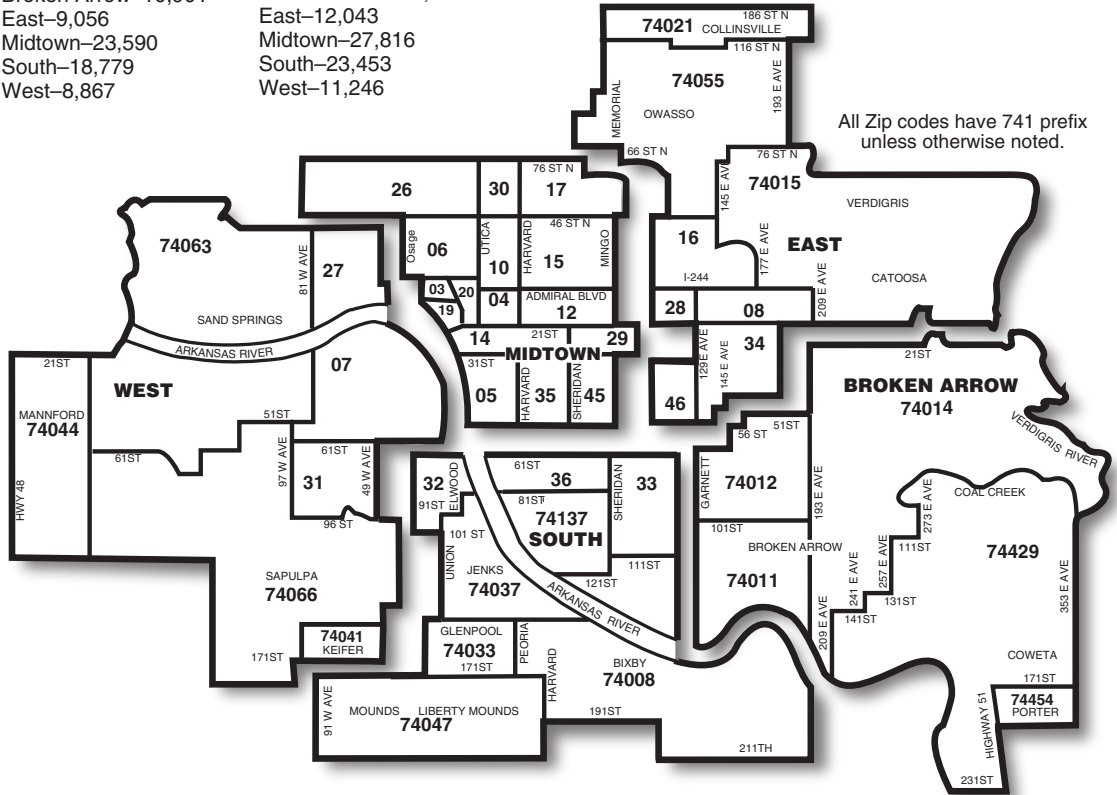 East–9,056
Midtown–23,590
South–18,779
West–8,867
East–12,043
Midtown–27,816
South–23,453
West–11,246
All Zip codes have 741 prefix
unless otherwise noted.
186 ST N
74021 COLLINSVILLE
116 ST N
74055
MEMORIAL
193 E AVE
OWASSO
66 ST N
76 ST N
145 E AV
74015
VERDIGRIS
16
177 E AVE
EAST
I-244
CATOOSA
209 E AVE
28
08
129E AVE
145 E AVE
34
46
26
30
76 ST N
17
Osage
06
UTICA
HARVARD
46 ST N
MINGO
10
15
03
20
04
ADMIRAL BLVD
19
12
14
21ST
29
31ST
MIDTOWN
05
HARVARD
35
SHERIDAN
45
74063
81 W AVE
27
SAND SPRINGS
ARKANSAS RIVER
21ST
WEST
07
MANNFORD
74044
51ST
61ST
HWY 48
97 W AVE
61ST
31
49 W AVE
96 ST
SAPULPA
74066
74041
KEIFER
171ST
32
ELWOOD
91ST
61ST
36
SHERIDAN
33
81ST
74137
SOUTH
101 ST
UNION
JENKS
74037
111ST
121ST
ARKANSAS RIVER
GLENPOOL
74033
171ST
PEORIA
HARVARD
BIXBY
74008
91 W AVE
MOUNDS
LIBERTY MOUNDS
74047
191ST
211TH
21ST
BROKEN ARROW
74014
VERDIGRIS RIVER
51ST
56 ST
GARNETT
74012
193 E AVE
101ST
BROKEN ARROW
74011
COAL CREEK
273 E AVE
111ST
74429
257 E AVE
241 E AVE
131ST
141ST
209 E AVE
353 E AVE
COWETA
171ST
74454
PORTER
HIGHWAY 51
231ST